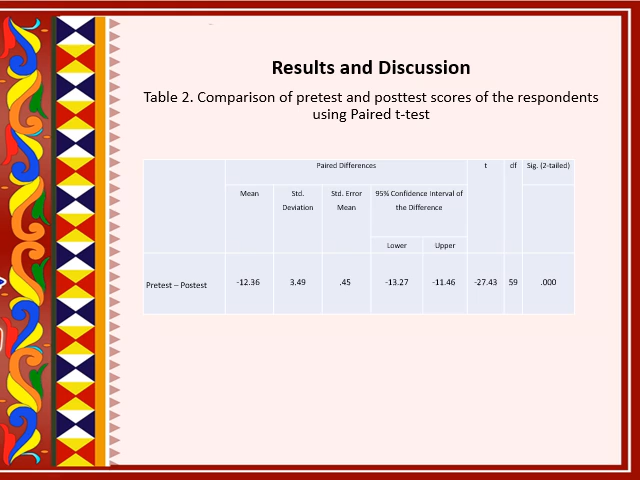 Results and Discussion
Table 2. Comparison of pretest and posttest scores of the respondents
using Paired t-test
Paired Differences t df Sig. (2-tailed)
Mean Std. Std. Error 95% Confidence Interval of
Deviation Mean the Difference
Lower Upper
Pretest – Postest -12.36 3.49 .45 -13.27 -11.46 -27.43 59 .000